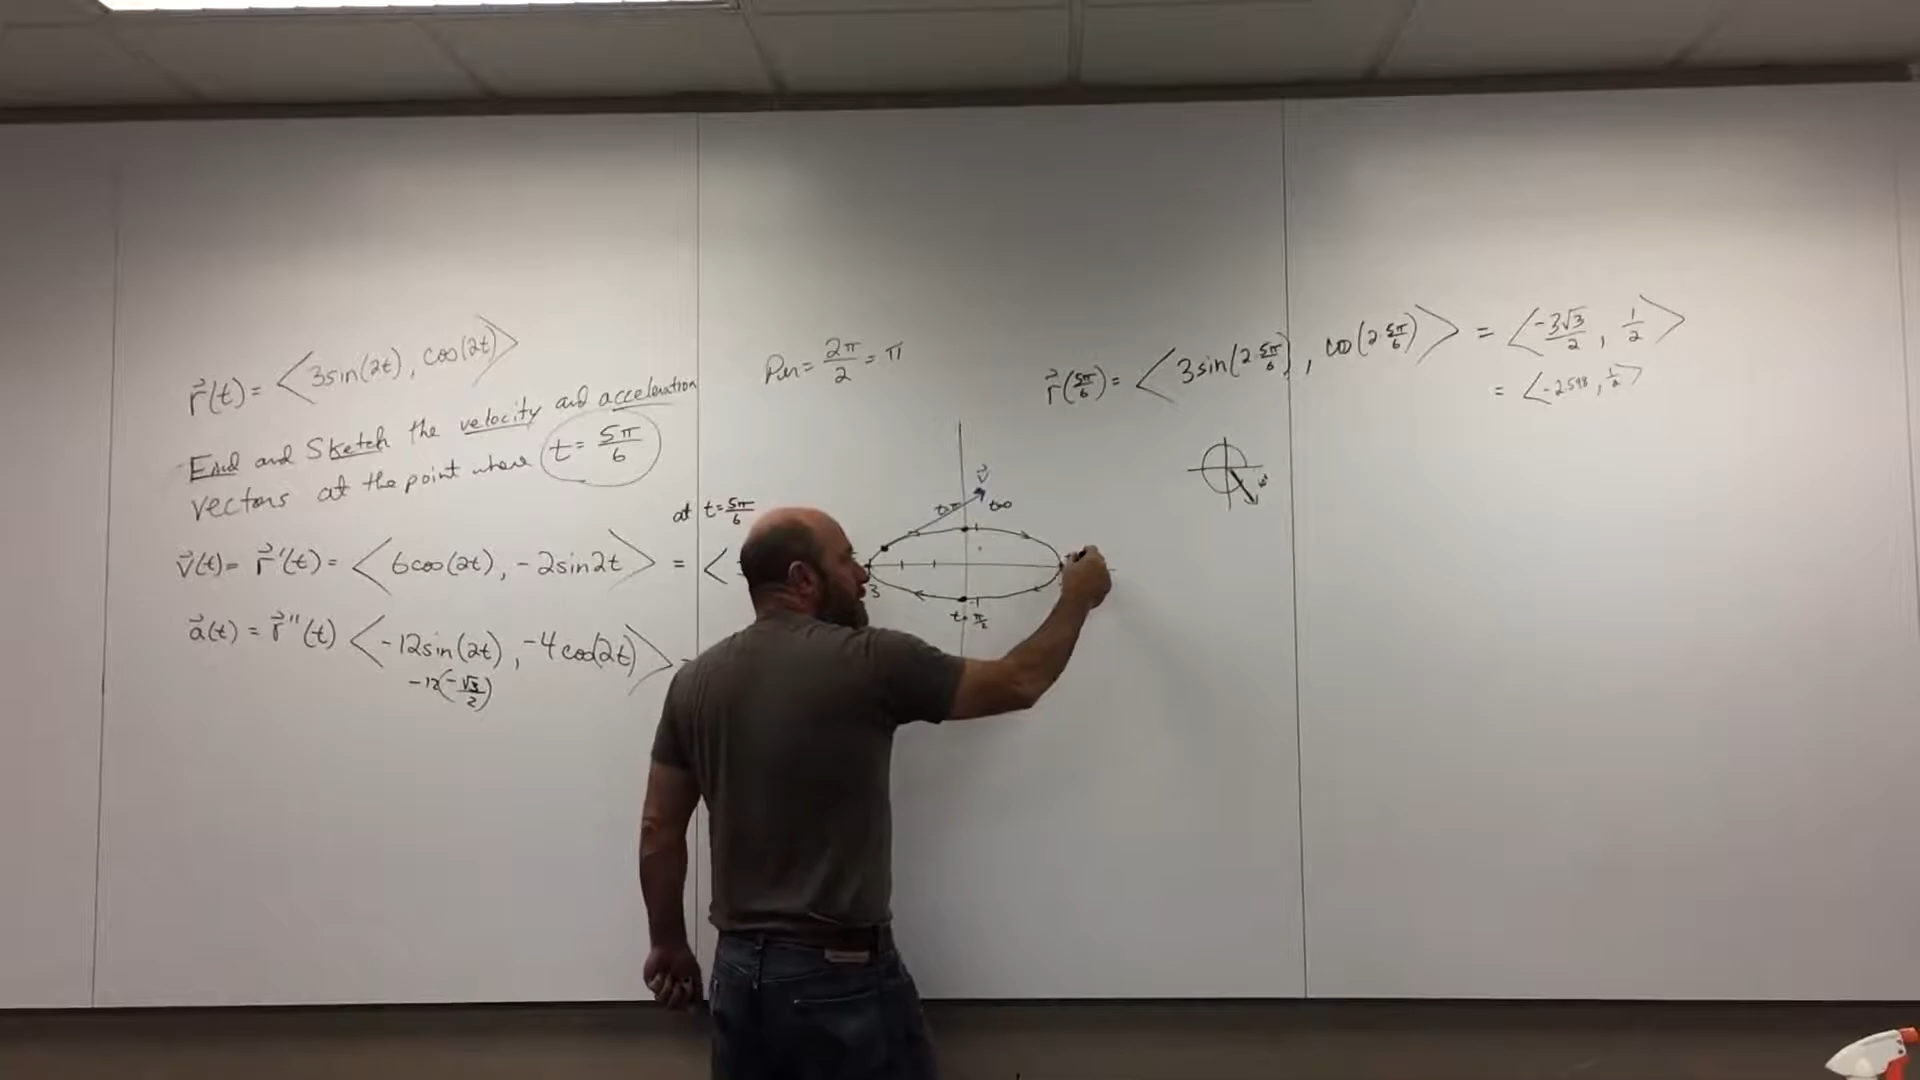 r⃗(t) = <3sin(2t), cos(2t)>
Find and Sketch the velocity and acceleration
vectors at the point where t = 5π/6
v⃗(t) = r⃗'(t) = <6cos(2t), -2sin2t> = <
at t = 5π/6
a⃗(t) = r⃗''(t) <-12sin(2t), -4cos(2t)>
-12(-√3/2)
Per = 2π/2 = π
v⃗
t=π t=0
3
-1
t = π/2
r⃗(5π/6) = <3sin(2·5π/6), cos(2·5π/6)> = <-3√3/2, 1/2>
= <-2.598, 1/2>